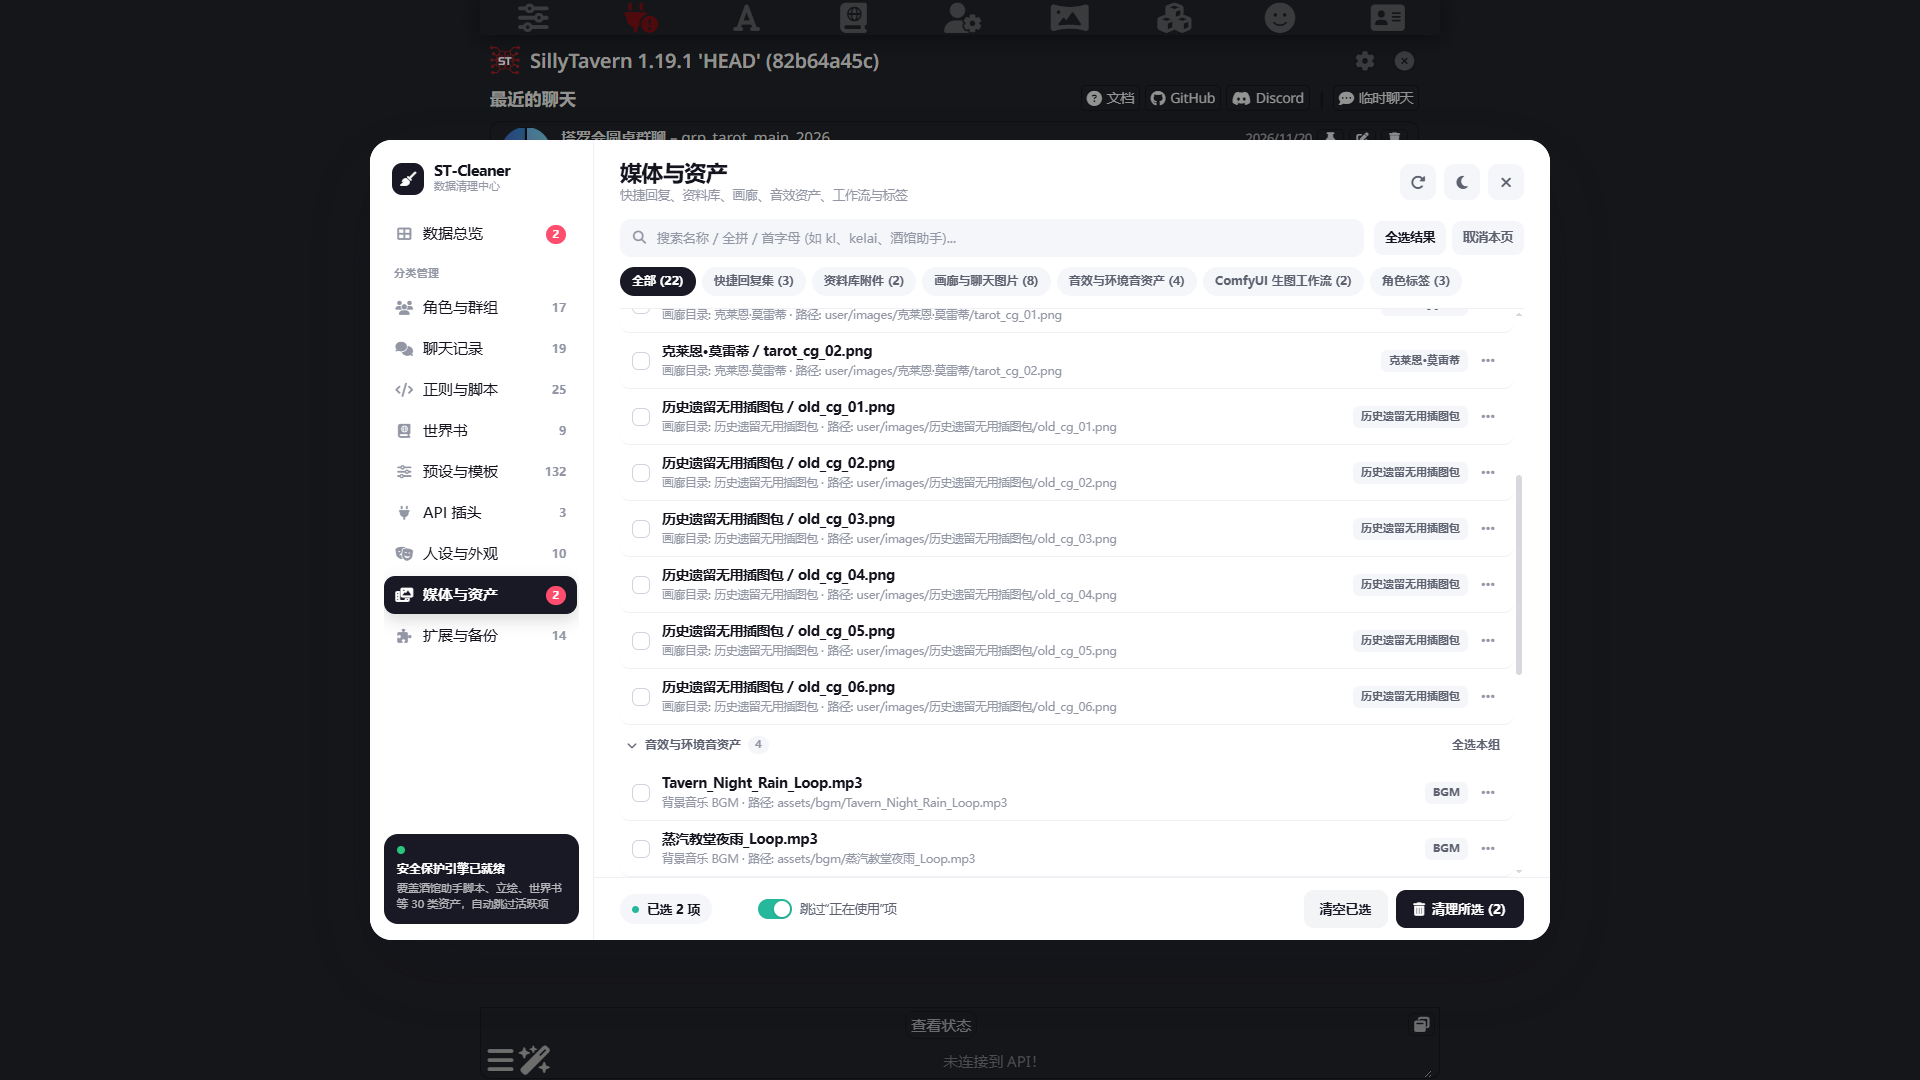 SillyTavern 1.19.1 'HEAD' (82b64a45c)
最近的聊天
文档
GitHub
Discord
临时聊天
塔罗会圆桌群聊 – grp_tarot_main_2026
2026/11/20
ST-Cleaner
数据清理中心
数据总览
2
分类管理
角色与群组
17
聊天记录
19
正则与脚本
25
世界书
9
预设与模板
132
API 插头
3
人设与外观
10
媒体与资产
2
扩展与备份
14
安全保护引擎已就绪
覆盖酒馆助手脚本、立绘、世界书
等 30 类资产，自动跳过活跃项
媒体与资产
快捷回复、资料库、画廊、音效资产、工作流与标签
搜索名称 / 全拼 / 首字母 (如 kl、kelai、酒馆助手)...
全选结果
取消本页
全部 (22)
快捷回复集 (3)
资料库附件 (2)
画廊与聊天图片 (8)
音效与环境音资产 (4)
ComfyUI 生图工作流 (2)
角色标签 (3)
画廊目录: 克莱恩·莫雷蒂 · 路径: user/images/克莱恩·莫雷蒂/tarot_cg_01.png
克莱恩•莫雷蒂 / tarot_cg_02.png
画廊目录: 克莱恩·莫雷蒂 · 路径: user/images/克莱恩·莫雷蒂/tarot_cg_02.png
克莱恩•莫雷蒂
历史遗留无用插图包 / old_cg_01.png
画廊目录: 历史遗留无用插图包 · 路径: user/images/历史遗留无用插图包/old_cg_01.png
历史遗留无用插图包
历史遗留无用插图包 / old_cg_02.png
画廊目录: 历史遗留无用插图包 · 路径: user/images/历史遗留无用插图包/old_cg_02.png
历史遗留无用插图包
历史遗留无用插图包 / old_cg_03.png
画廊目录: 历史遗留无用插图包 · 路径: user/images/历史遗留无用插图包/old_cg_03.png
历史遗留无用插图包
历史遗留无用插图包 / old_cg_04.png
画廊目录: 历史遗留无用插图包 · 路径: user/images/历史遗留无用插图包/old_cg_04.png
历史遗留无用插图包
历史遗留无用插图包 / old_cg_05.png
画廊目录: 历史遗留无用插图包 · 路径: user/images/历史遗留无用插图包/old_cg_05.png
历史遗留无用插图包
历史遗留无用插图包 / old_cg_06.png
画廊目录: 历史遗留无用插图包 · 路径: user/images/历史遗留无用插图包/old_cg_06.png
历史遗留无用插图包
音效与环境音资产
4
全选本组
Tavern_Night_Rain_Loop.mp3
背景音乐 BGM · 路径: assets/bgm/Tavern_Night_Rain_Loop.mp3
BGM
蒸汽教堂夜雨_Loop.mp3
背景音乐 BGM · 路径: assets/bgm/蒸汽教堂夜雨_Loop.mp3
BGM
已选 2 项
跳过“正在使用”项
清空已选
清理所选 (2)
查看状态
未连接到 API!